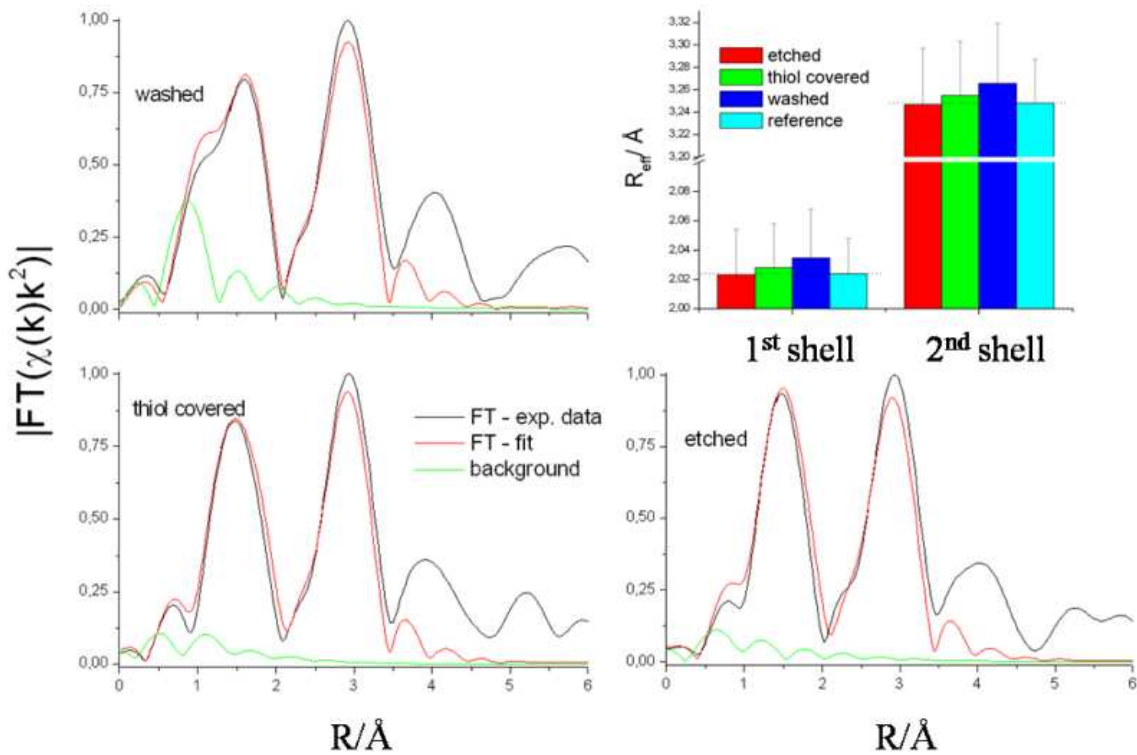 |FT(χ(k)k²)|
1,00
0,75
0,50
0,25
0,00
washed
3,32
3,30
3,28
3,26
3,24
3,22
3,20
2,08
2,06
2,04
2,02
2,00
R_eff/ Å
etched
thiol covered
washed
reference
1st shell
2nd shell
1,00
0,75
0,50
0,25
0,00
thiol covered
FT - exp. data
FT - fit
background
0 1 2 3 4 5 6
R/Å
1,00
0,75
0,50
0,25
0,00
etched
0 1 2 3 4 5 6
R/Å